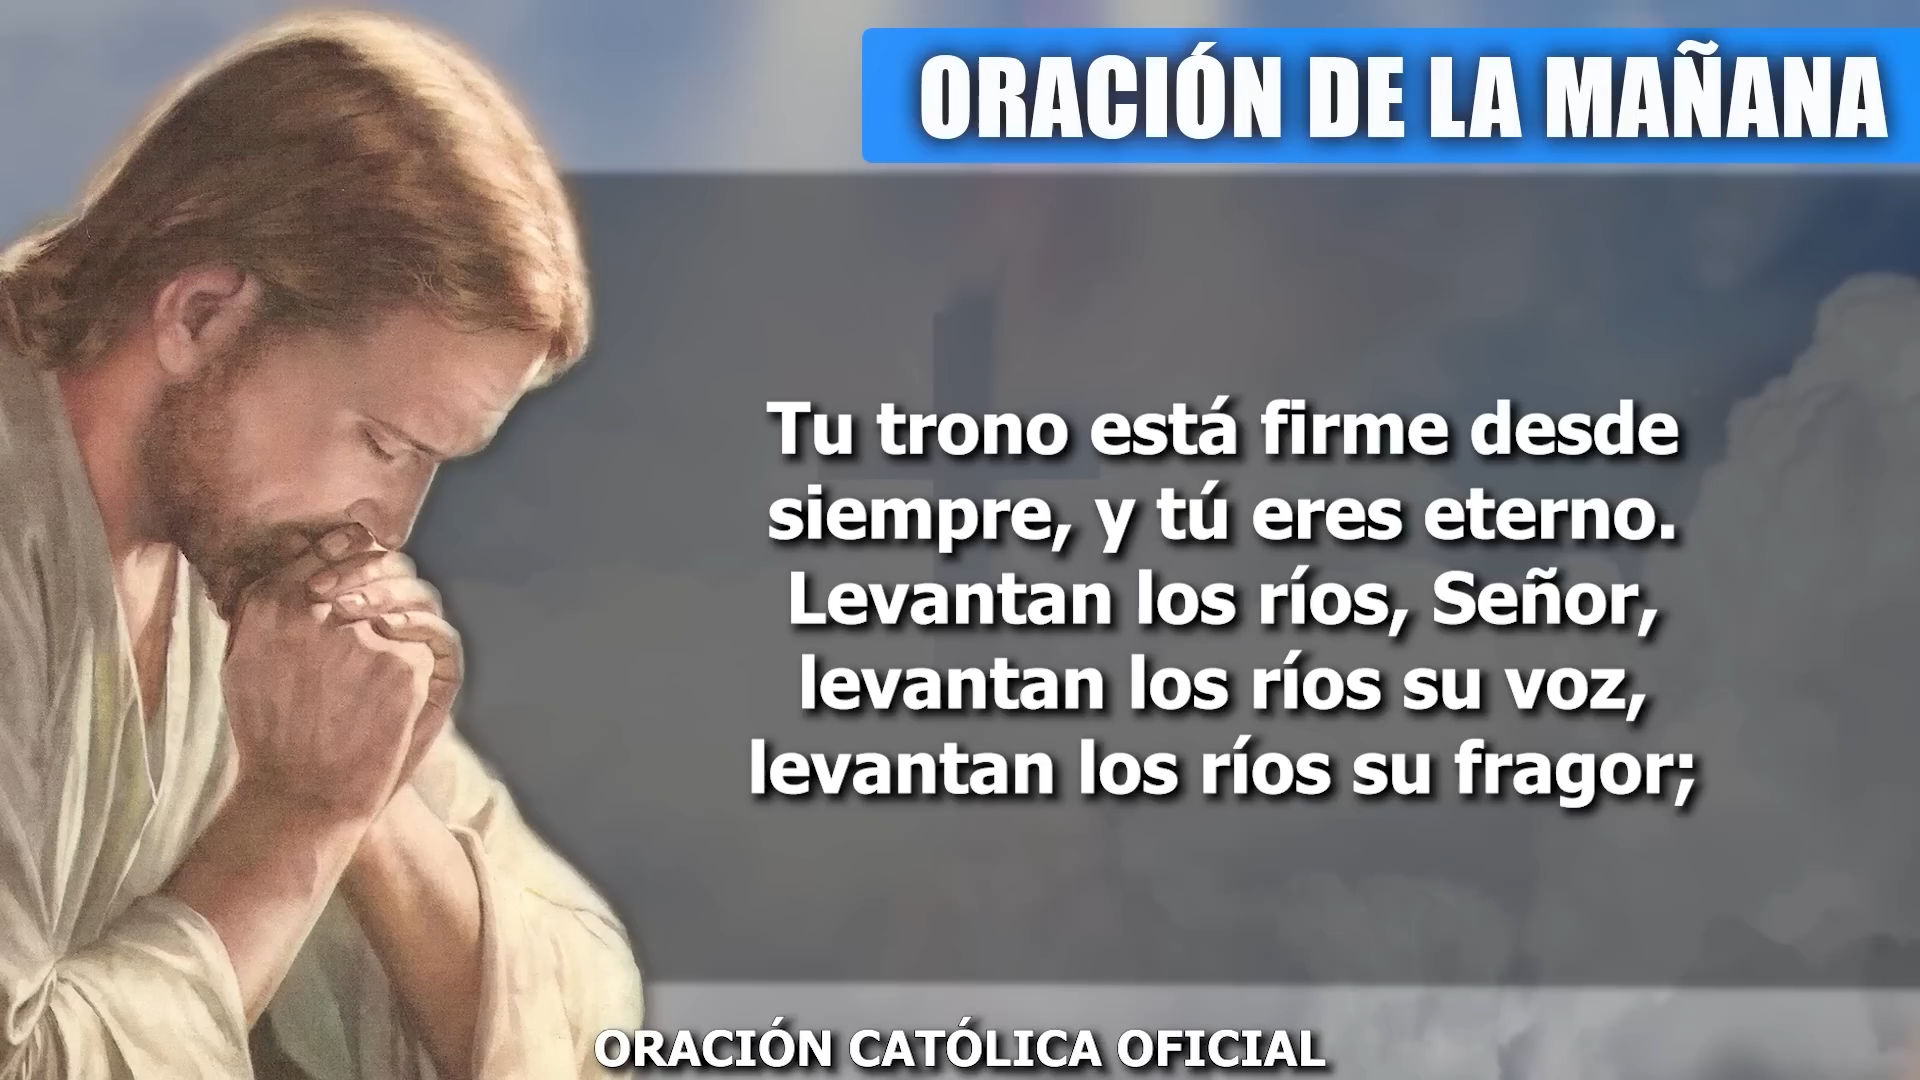 ORACIÓN DE LA MAÑANA
Tu trono está firme desde
siempre, y tú eres eterno.
Levantan los ríos, Señor,
levantan los ríos su voz,
levantan los ríos su fragor;
ORACIÓN CATÓLICA OFICIAL